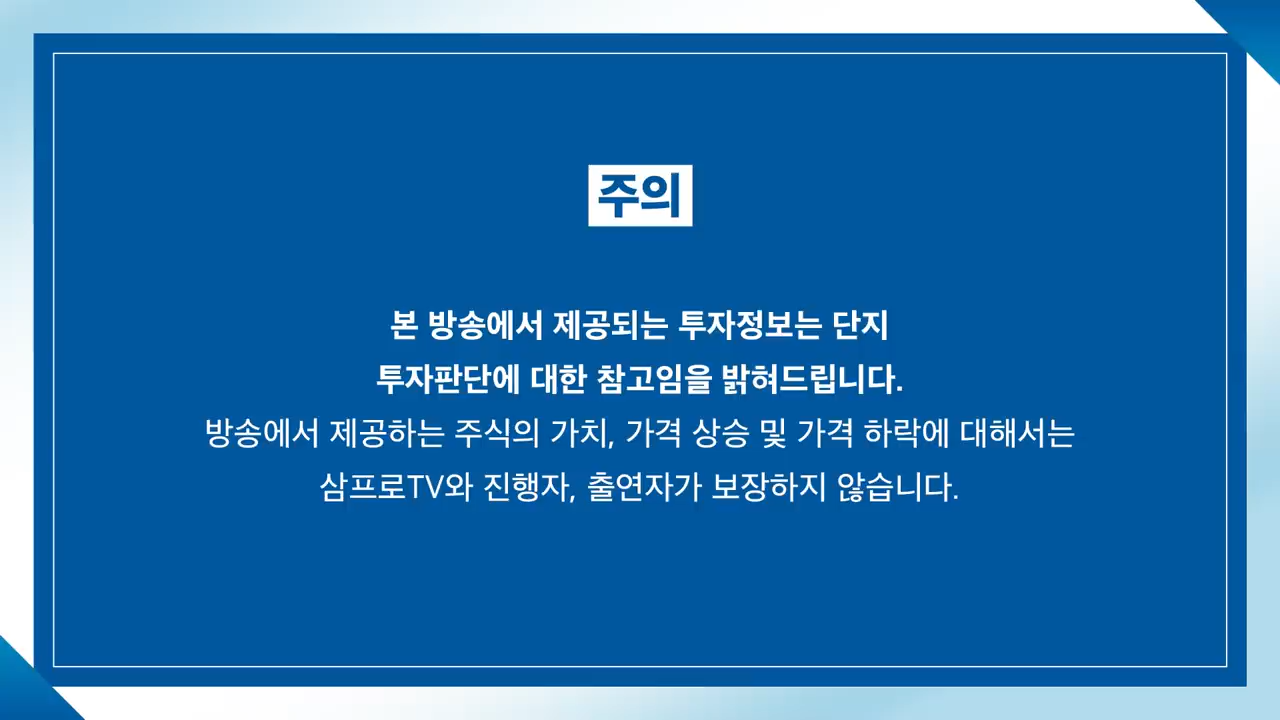 주의
본 방송에서 제공되는 투자정보는 단지
투자판단에 대한 참고임을 밝혀드립니다.
방송에서 제공하는 주식의 가치, 가격 상승 및 가격 하락에 대해서는
삼프로TV와 진행자, 출연자가 보장하지 않습니다.